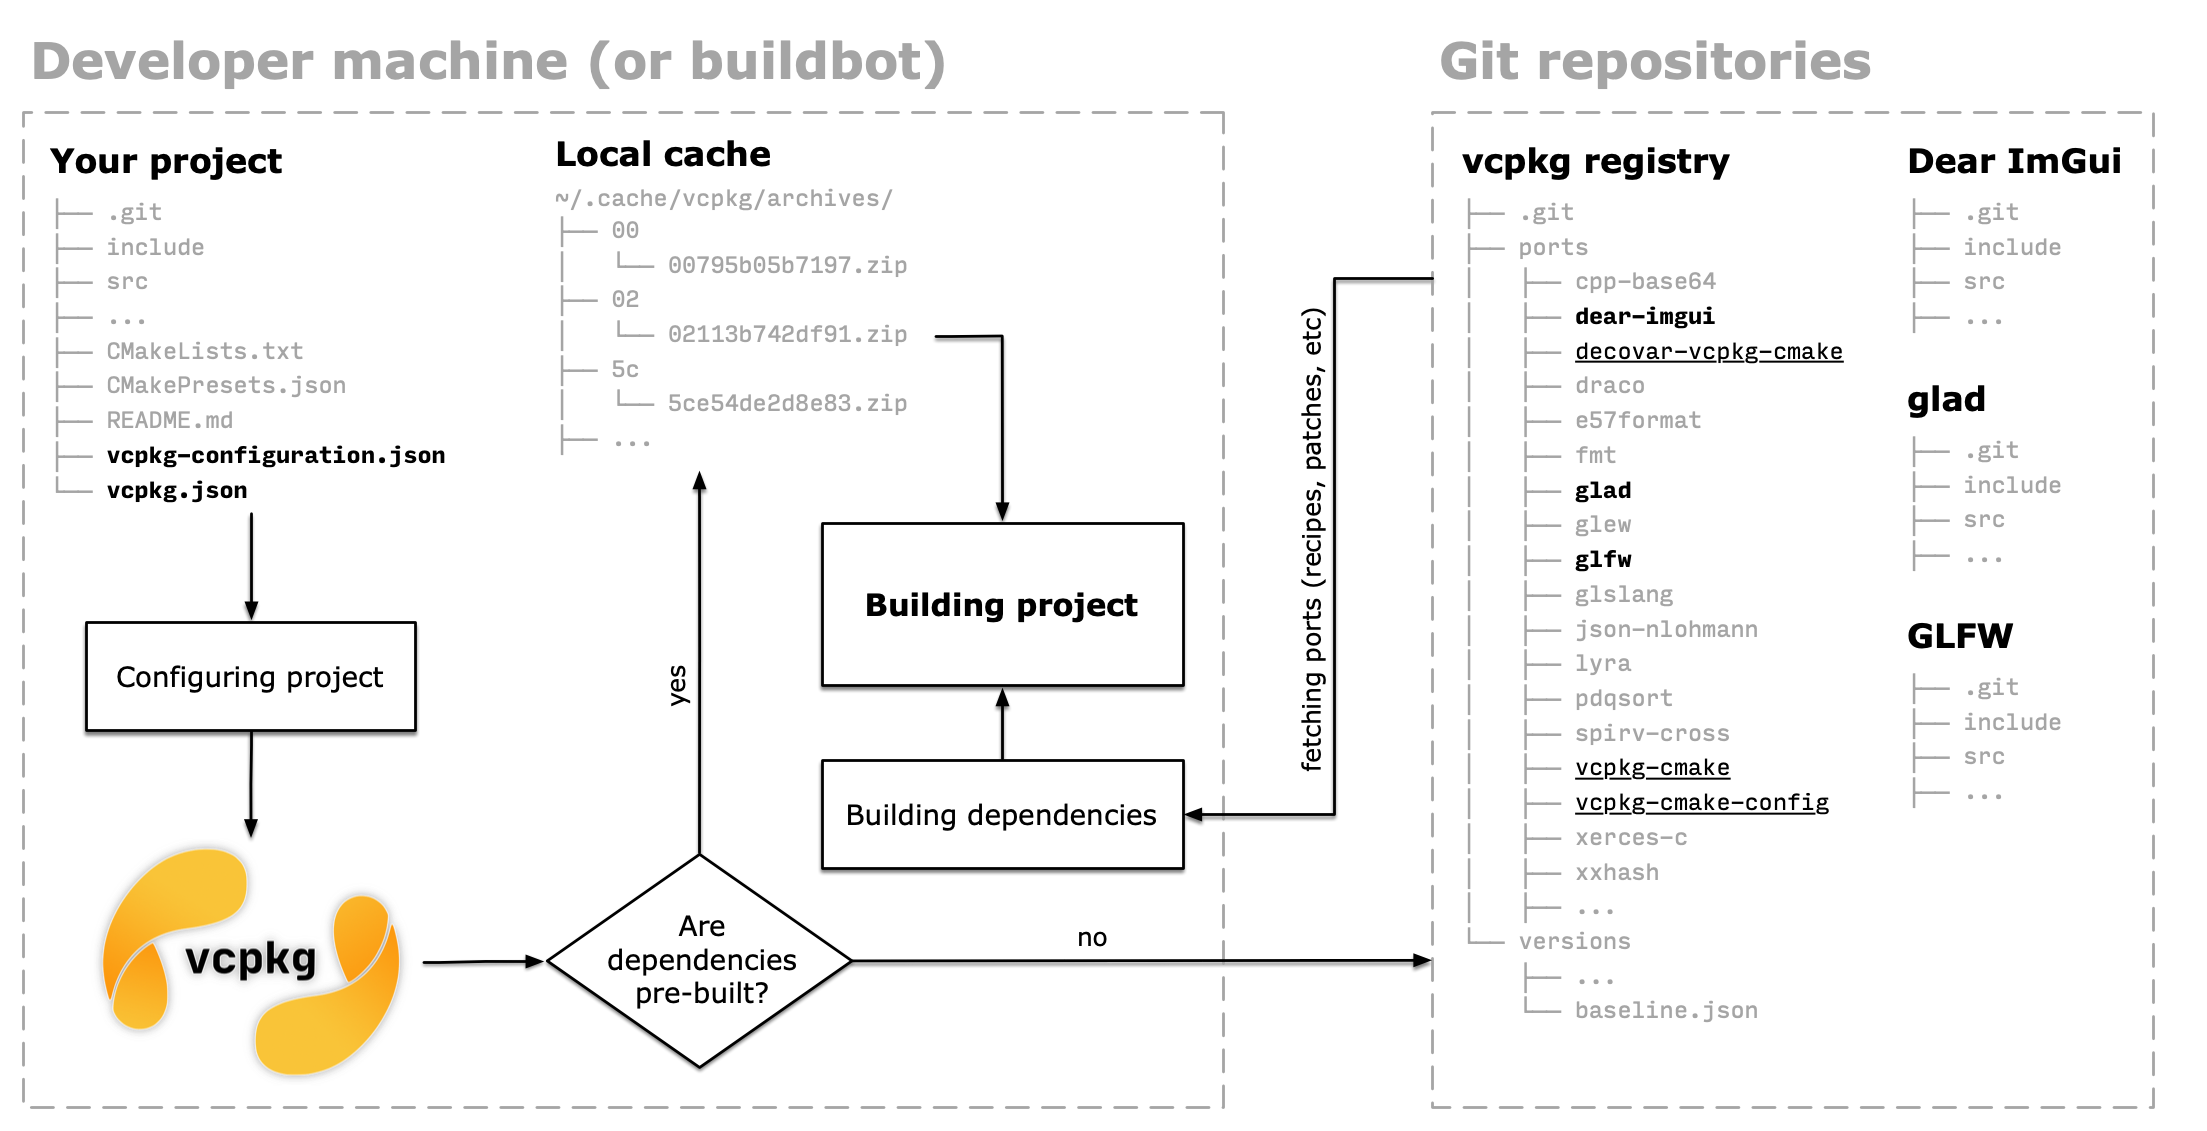 Developer machine (or buildbot)
Your project
.git
include
src
...
CMakeLists.txt
CMakePresets.json
README.md
vcpkg-configuration.json
vcpkg.json
Configuring project
vcpkg
Local cache
~/.cache/vcpkg/archives/
00
00795b05b7197.zip
02
02113b742df91.zip
5c
5ce54de2d8e83.zip
...
yes
Are
dependencies
pre-built?
no
Building project
Building dependencies
fetching ports (recipes, patches, etc)
Git repositories
vcpkg registry
.git
ports
cpp-base64
dear-imgui
decovar-vcpkg-cmake
draco
e57format
fmt
glad
glew
glfw
glslang
json-nlohmann
lyra
pdqsort
spirv-cross
vcpkg-cmake
vcpkg-cmake-config
xerces-c
xxhash
...
versions
...
baseline.json
Dear ImGui
.git
include
src
...
glad
.git
include
src
...
GLFW
.git
include
src
...